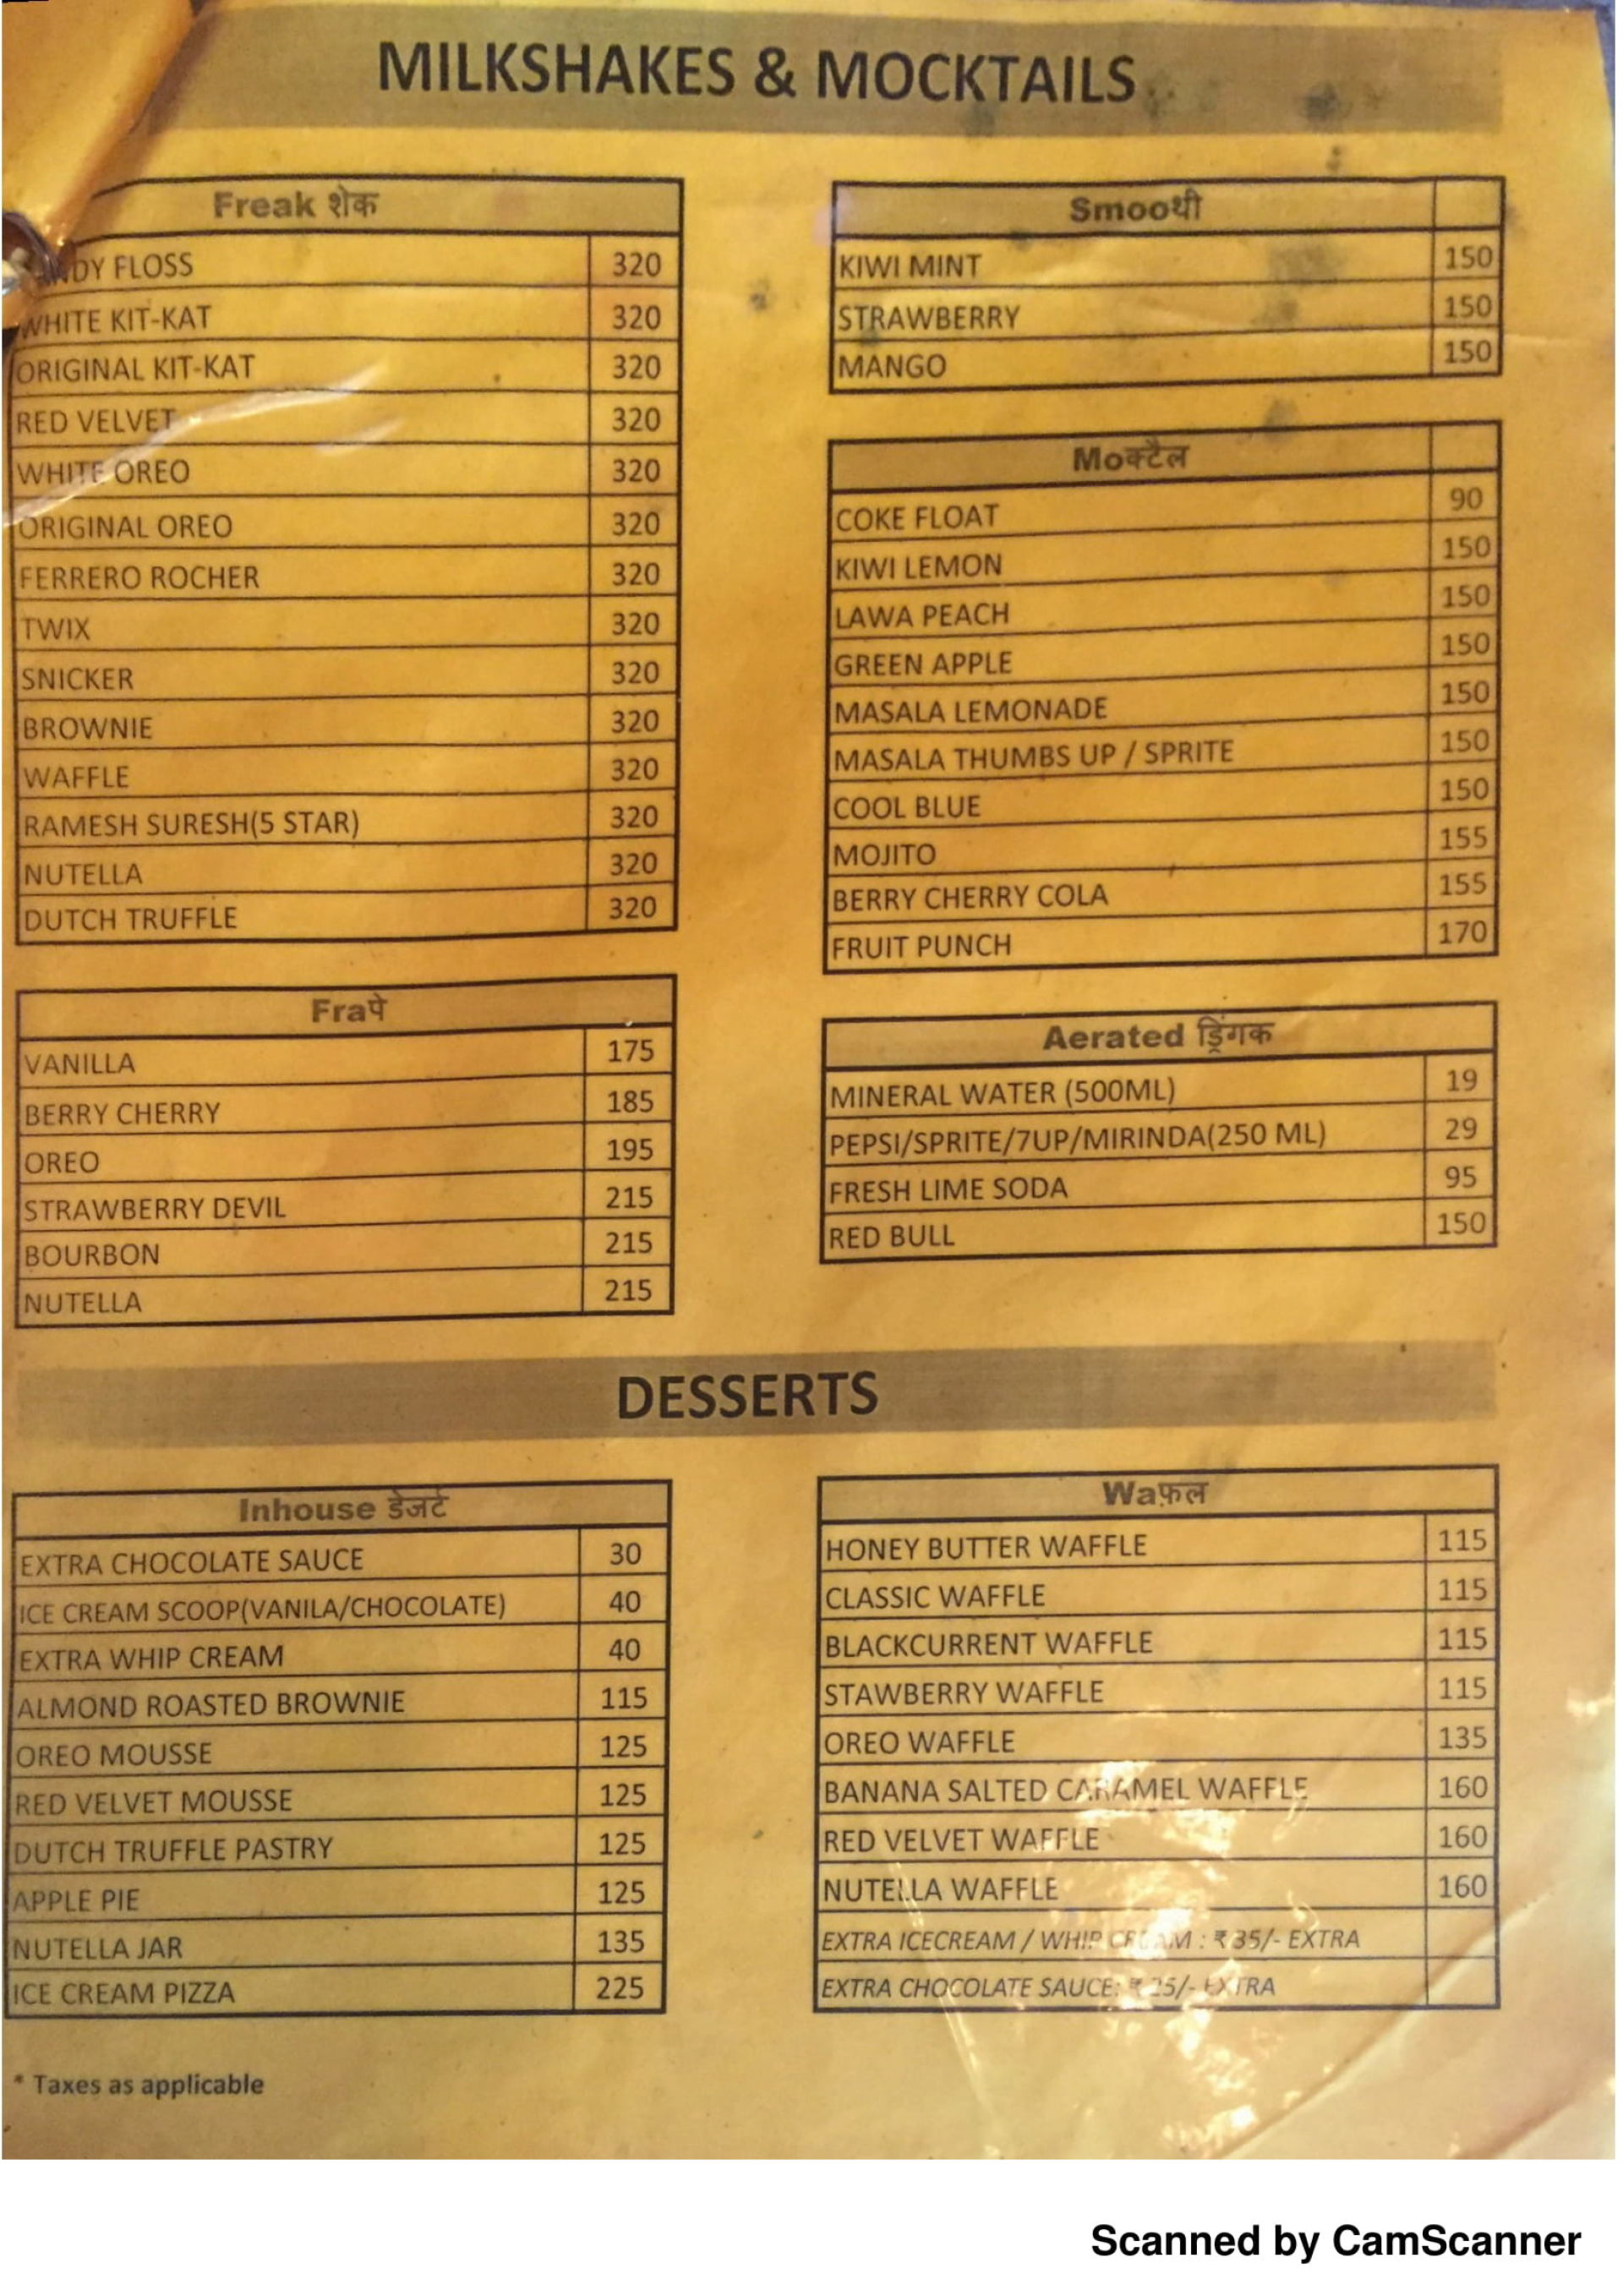 MILKSHAKES & MOCKTAILS
Freak शेक
FLOSS 320
WHITE KIT-KAT 320
ORIGINAL KIT-KAT 320
RED VELVET 320
WHITE OREO 320
ORIGINAL OREO 320
FERRERO ROCHER 320
TWIX 320
SNICKER 320
BROWNIE 320
WAFFLE 320
RAMESH SURESH(5 STAR) 320
NUTELLA 320
DUTCH TRUFFLE 320
Fraपे
VANILLA 175
BERRY CHERRY 185
OREO 195
STRAWBERRY DEVIL 215
BOURBON 215
NUTELLA 215
Smooथी
KIWI MINT 150
STRAWBERRY 150
MANGO 150
Moक्टैल
COKE FLOAT 90
KIWI LEMON 150
LAWA PEACH 150
GREEN APPLE 150
MASALA LEMONADE 150
MASALA THUMBS UP / SPRITE 150
COOL BLUE 150
MOJITO 155
BERRY CHERRY COLA 155
FRUIT PUNCH 170
Aerated ड्रिंगक
MINERAL WATER (500ML) 19
PEPSI/SPRITE/7UP/MIRINDA(250 ML) 29
FRESH LIME SODA 95
RED BULL 150
DESSERTS
Inhouse डेजर्ट
EXTRA CHOCOLATE SAUCE 30
ICE CREAM SCOOP(VANILA/CHOCOLATE) 40
EXTRA WHIP CREAM 40
ALMOND ROASTED BROWNIE 115
OREO MOUSSE 125
RED VELVET MOUSSE 125
DUTCH TRUFFLE PASTRY 125
APPLE PIE 125
NUTELLA JAR 135
ICE CREAM PIZZA 225
Waफ़ल
HONEY BUTTER WAFFLE 115
CLASSIC WAFFLE 115
BLACKCURRENT WAFFLE 115
STAWBERRY WAFFLE 115
OREO WAFFLE 135
BANANA SALTED CARAMEL WAFFLE 160
RED VELVET WAFFLE 160
NUTELLA WAFFLE 160
EXTRA ICECREAM / WHIP CREAM : ₹ 35/- EXTRA
EXTRA CHOCOLATE SAUCE: ₹ 25/- EXTRA
* Taxes as applicable
Scanned by CamScanner